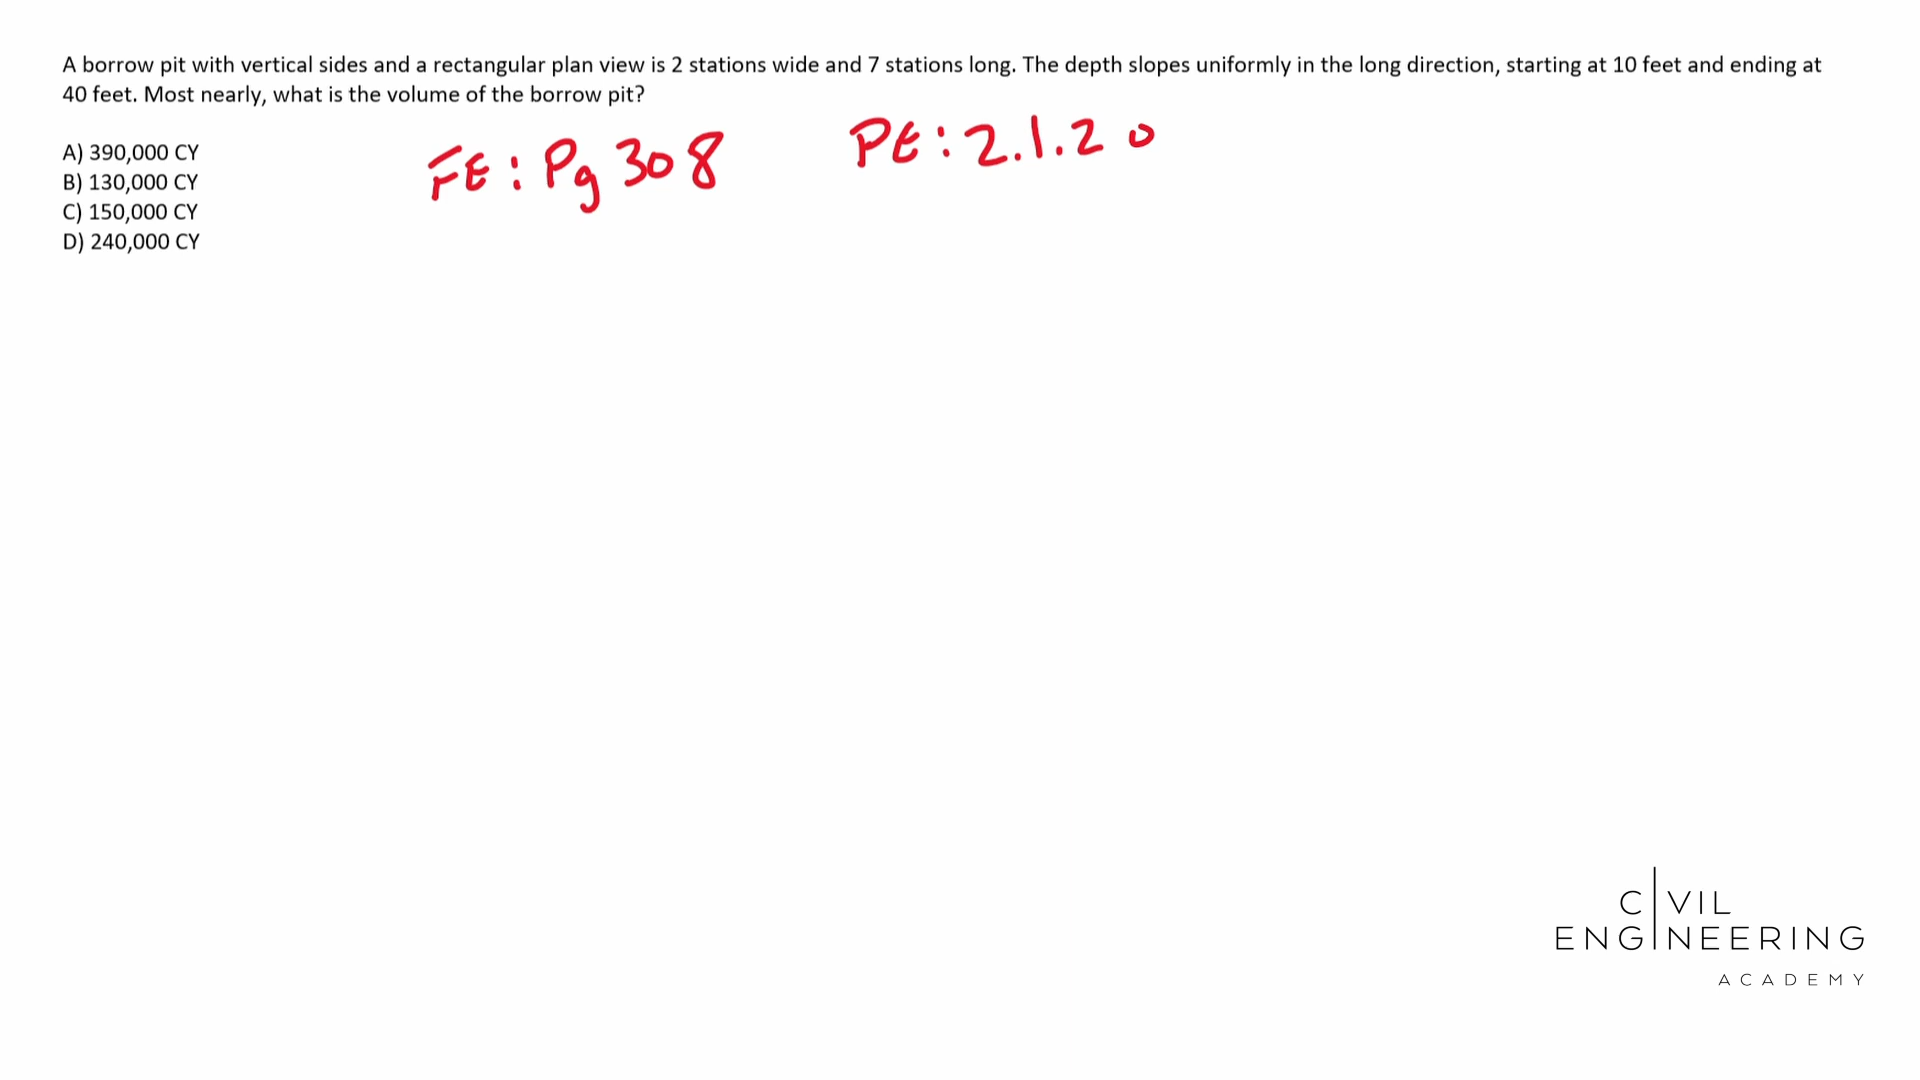 A borrow pit with vertical sides and a rectangular plan view is 2 stations wide and 7 stations long. The depth slopes uniformly in the long direction, starting at 10 feet and ending at
40 feet. Most nearly, what is the volume of the borrow pit?
A) 390,000 CY
B) 130,000 CY
C) 150,000 CY
D) 240,000 CY
FE: Pg 308
PE: 2.1.2 0
CIVIL
ENGINEERING
ACADEMY